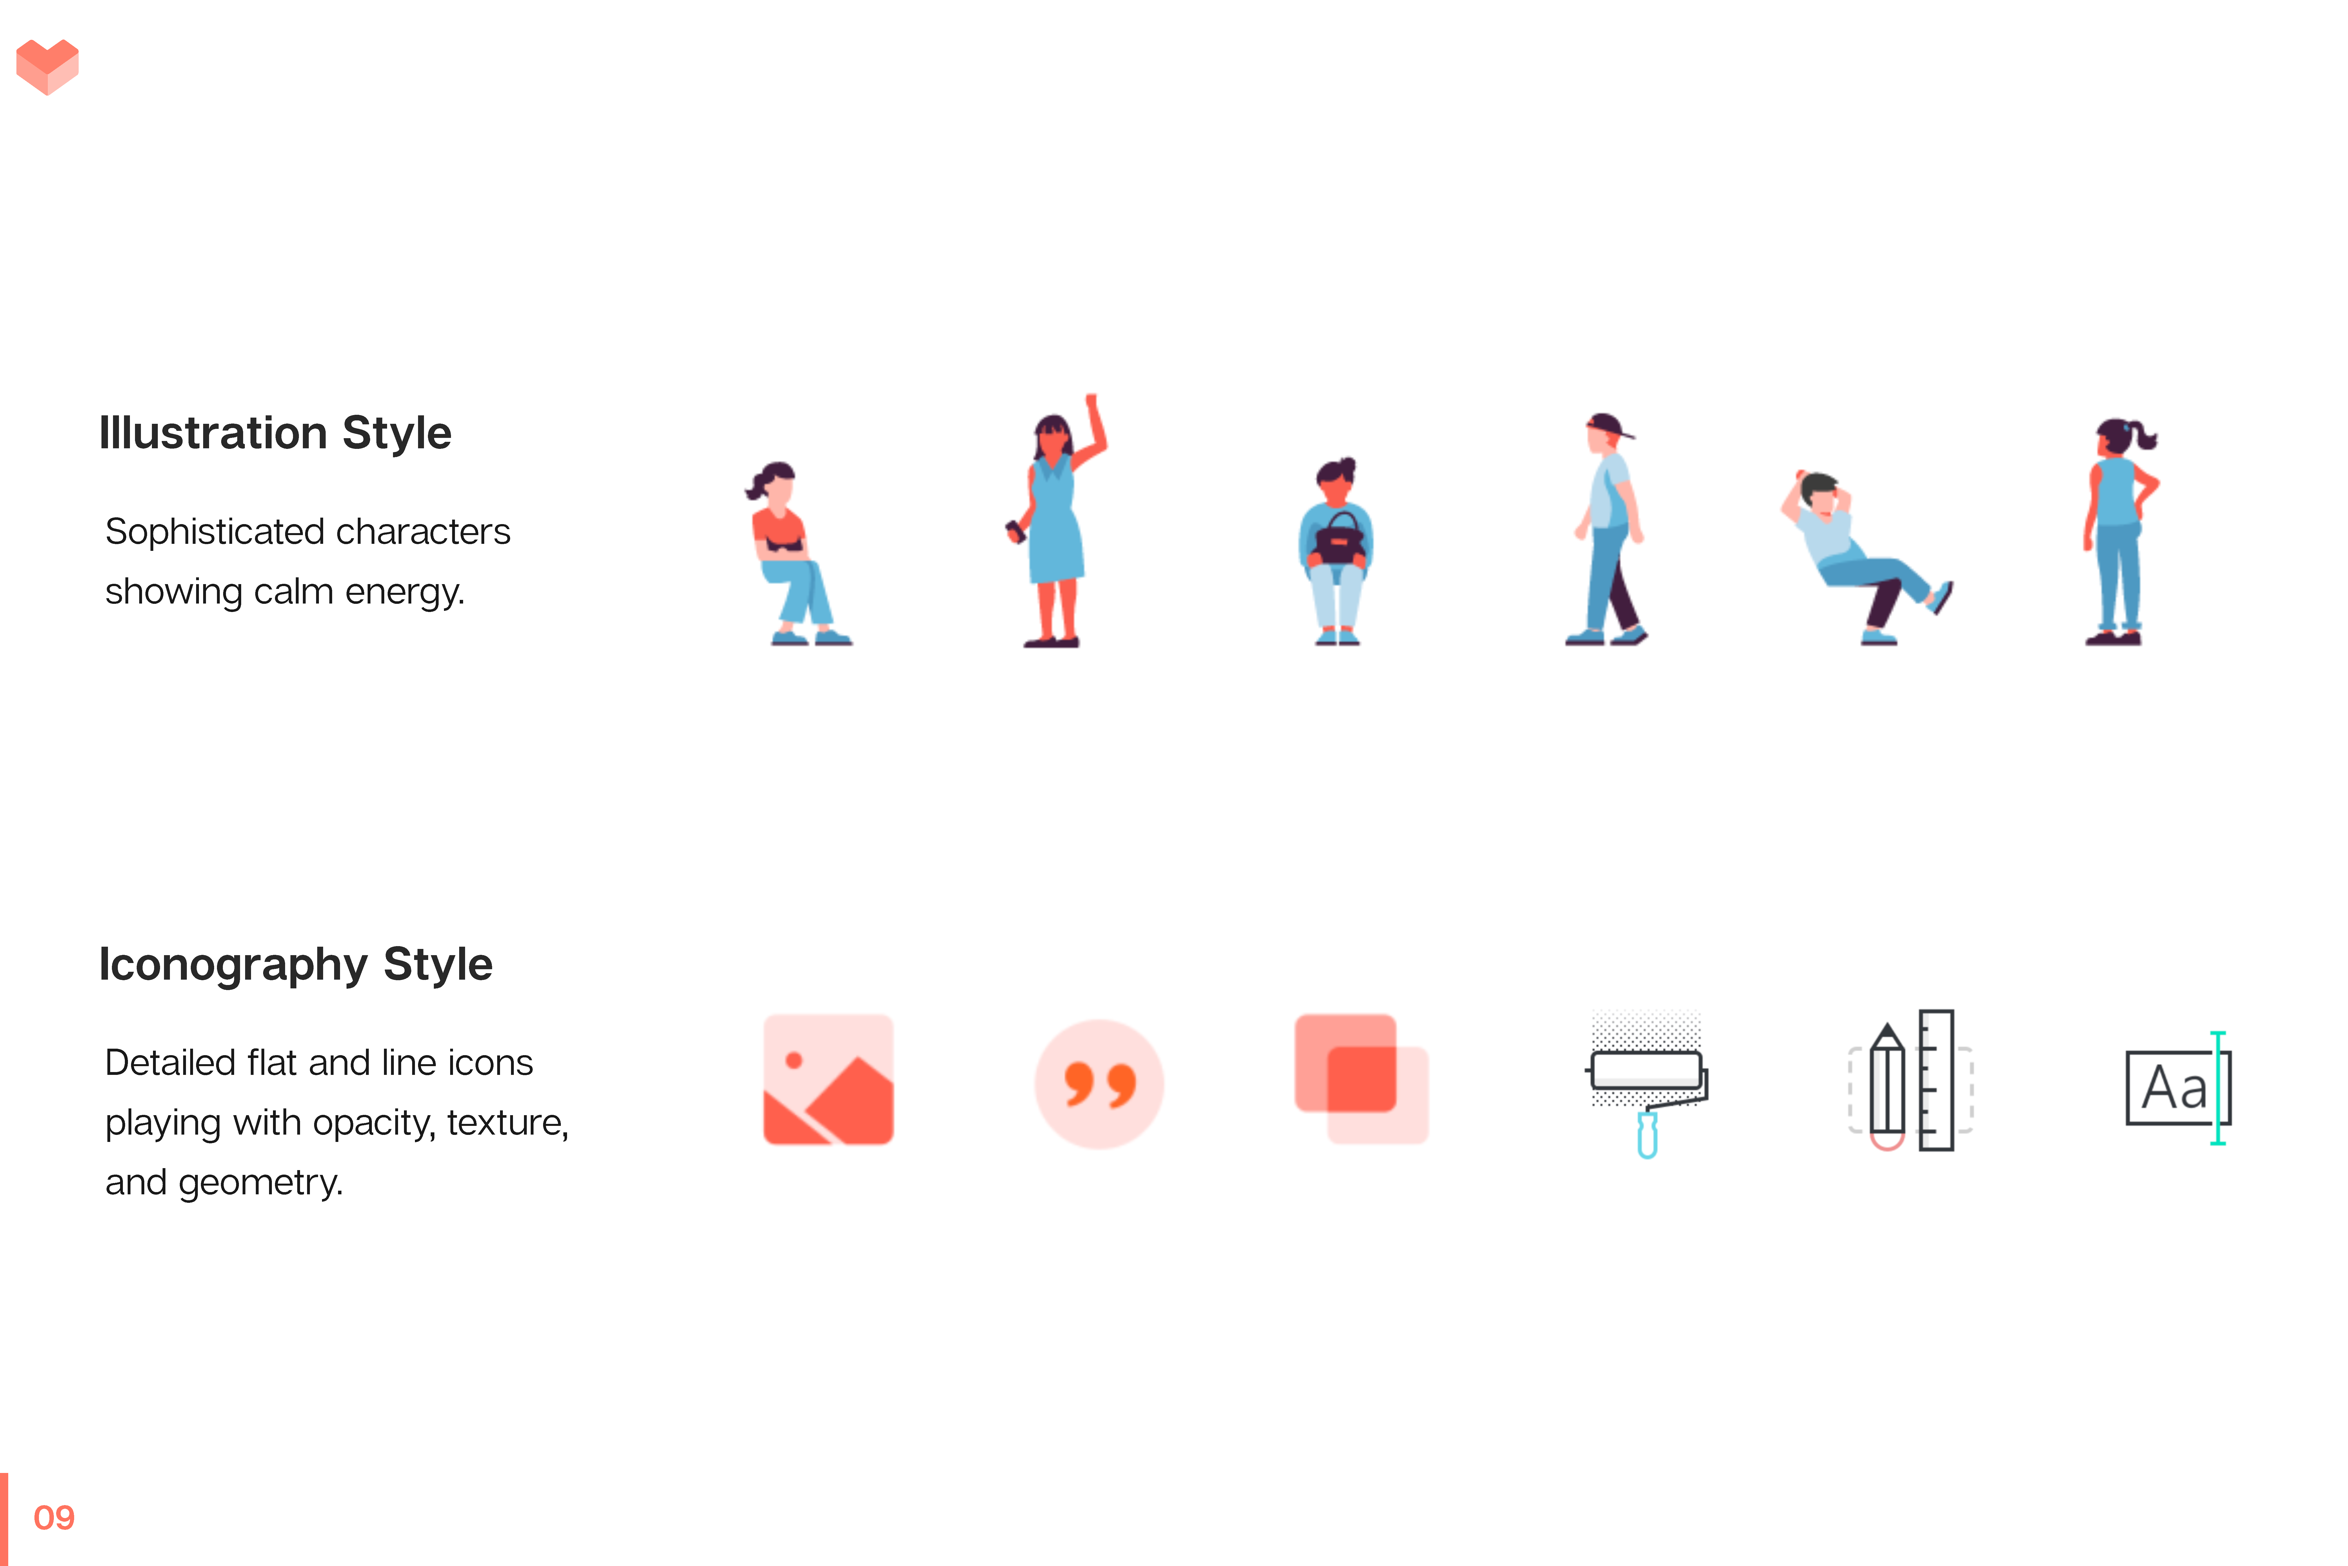 Illustration Style
Sophisticated characters
showing calm energy.
Iconography Style
Detailed flat and line icons
playing with opacity, texture,
and geometry.
Aa
09